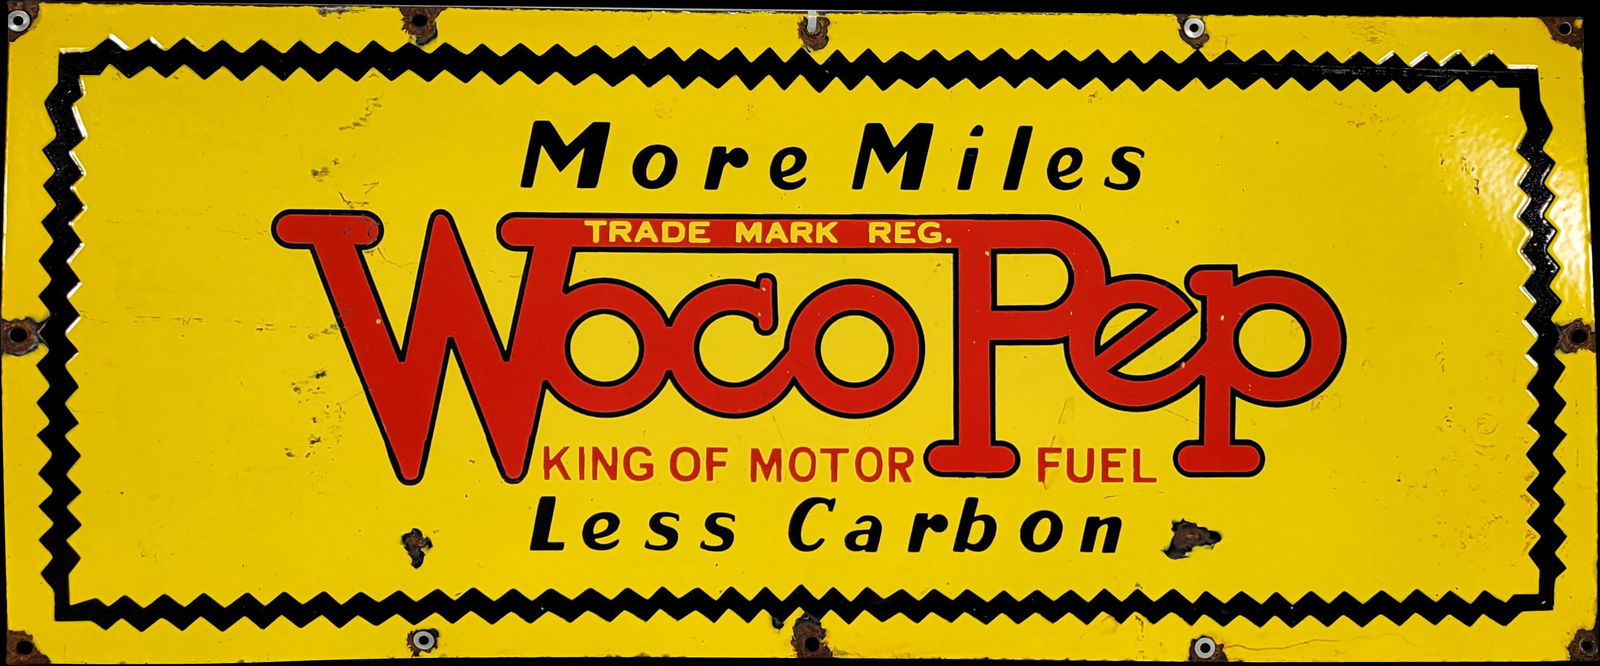 More Miles
TRADE MARK REG.
Woco Pep
KING OF MOTOR FUEL
Less Carbon